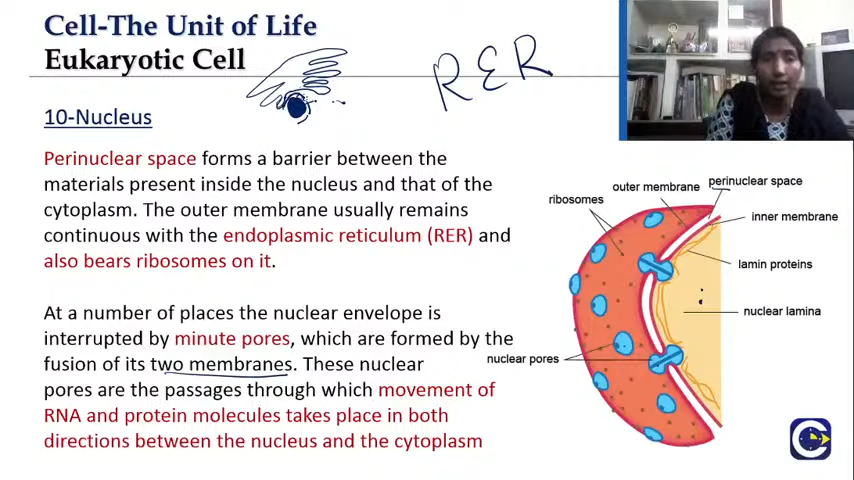 Cell-The Unit of Life
Eukaryotic Cell
RER
10-Nucleus
Perinuclear space forms a barrier between the
materials present inside the nucleus and that of the
cytoplasm. The outer membrane usually remains
continuous with the endoplasmic reticulum (RER) and
also bears ribosomes on it.
At a number of places the nuclear envelope is
interrupted by minute pores, which are formed by the
fusion of its two membranes. These nuclear
pores are the passages through which movement of
RNA and protein molecules takes place in both
directions between the nucleus and the cytoplasm
perinuclear space
outer membrane
ribosomes
inner membrane
lamin proteins
nuclear lamina
nuclear pores